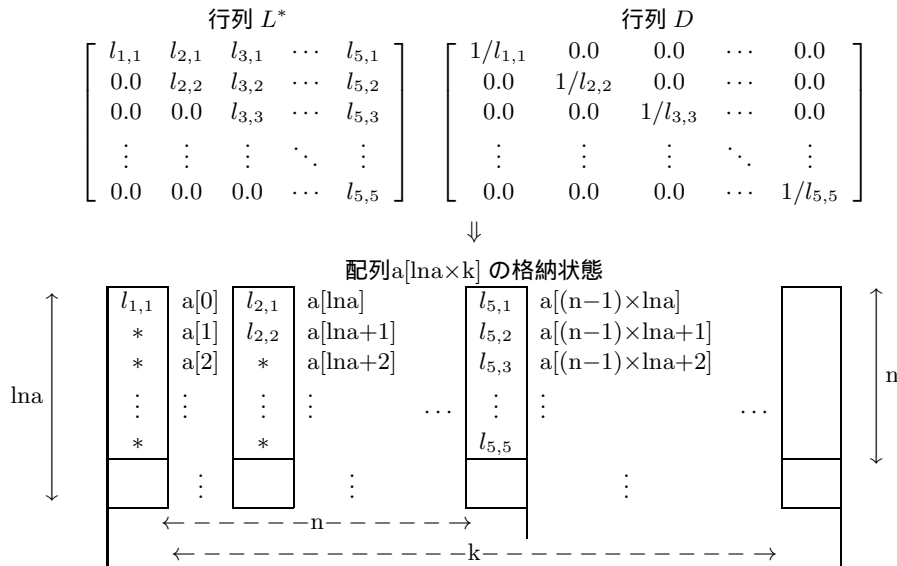 行列 L* 行列 D
l1,1 l2,1 l3,1 ⋯ l5,1 1/l1,1 0.0 0.0 ⋯ 0.0
0.0 l2,2 l3,2 ⋯ l5,2 0.0 1/l2,2 0.0 ⋯ 0.0
0.0 0.0 l3,3 ⋯ l5,3 0.0 0.0 1/l3,3 ⋯ 0.0
⋮ ⋮ ⋮ ⋱ ⋮ ⋮ ⋮ ⋮ ⋱ ⋮
0.0 0.0 0.0 ⋯ l5,5 0.0 0.0 0.0 ⋯ 1/l5,5
⇓
配列a[lna×k] の格納状態
l1,1 a[0] l2,1 a[lna] l5,1 a[(n−1)×lna]
* a[1] l2,2 a[lna+1] l5,2 a[(n−1)×lna+1]
* a[2] * a[lna+2] l5,3 a[(n−1)×lna+2] n
lna
⋮ ⋮ ⋮ ⋮ ⋯ ⋮ ⋮ ⋯
* * l5,5
⋮ ⋮ ⋮
n
k